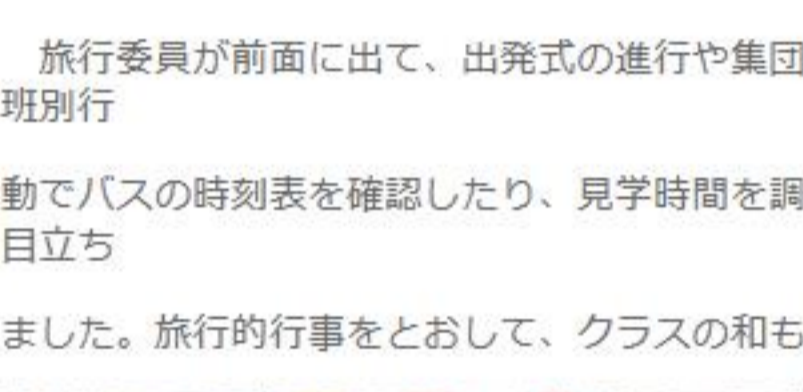 旅行委員が前面に出て、出発式の進行や集団
班別行
動でバスの時刻表を確認したり、見学時間を調
目立ち
ました。旅行的行事をとおして、クラスの和も